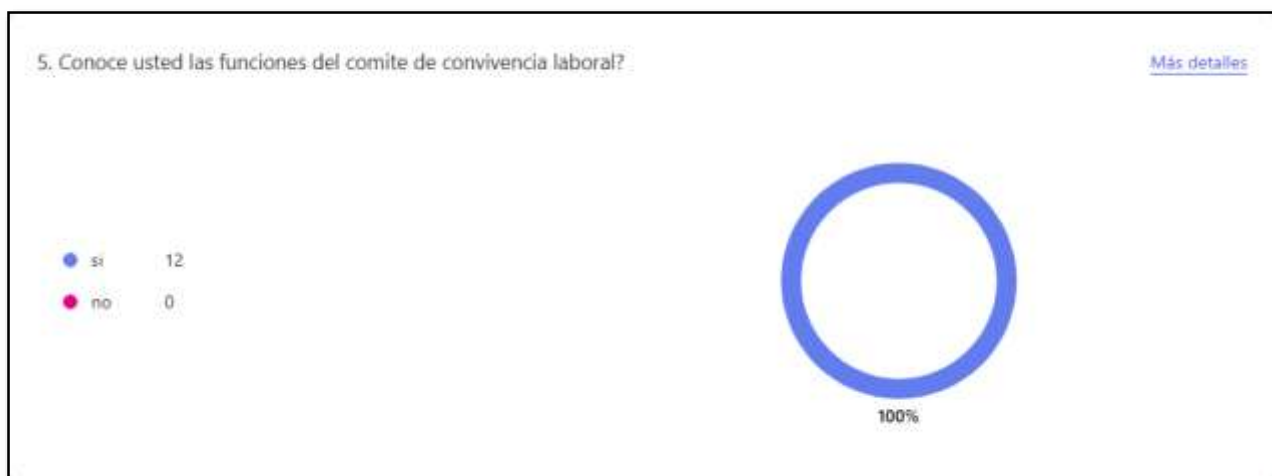 5. Conoce usted las funciones del comite de convivencia laboral?
Más detalles
si 12
no 0
100%